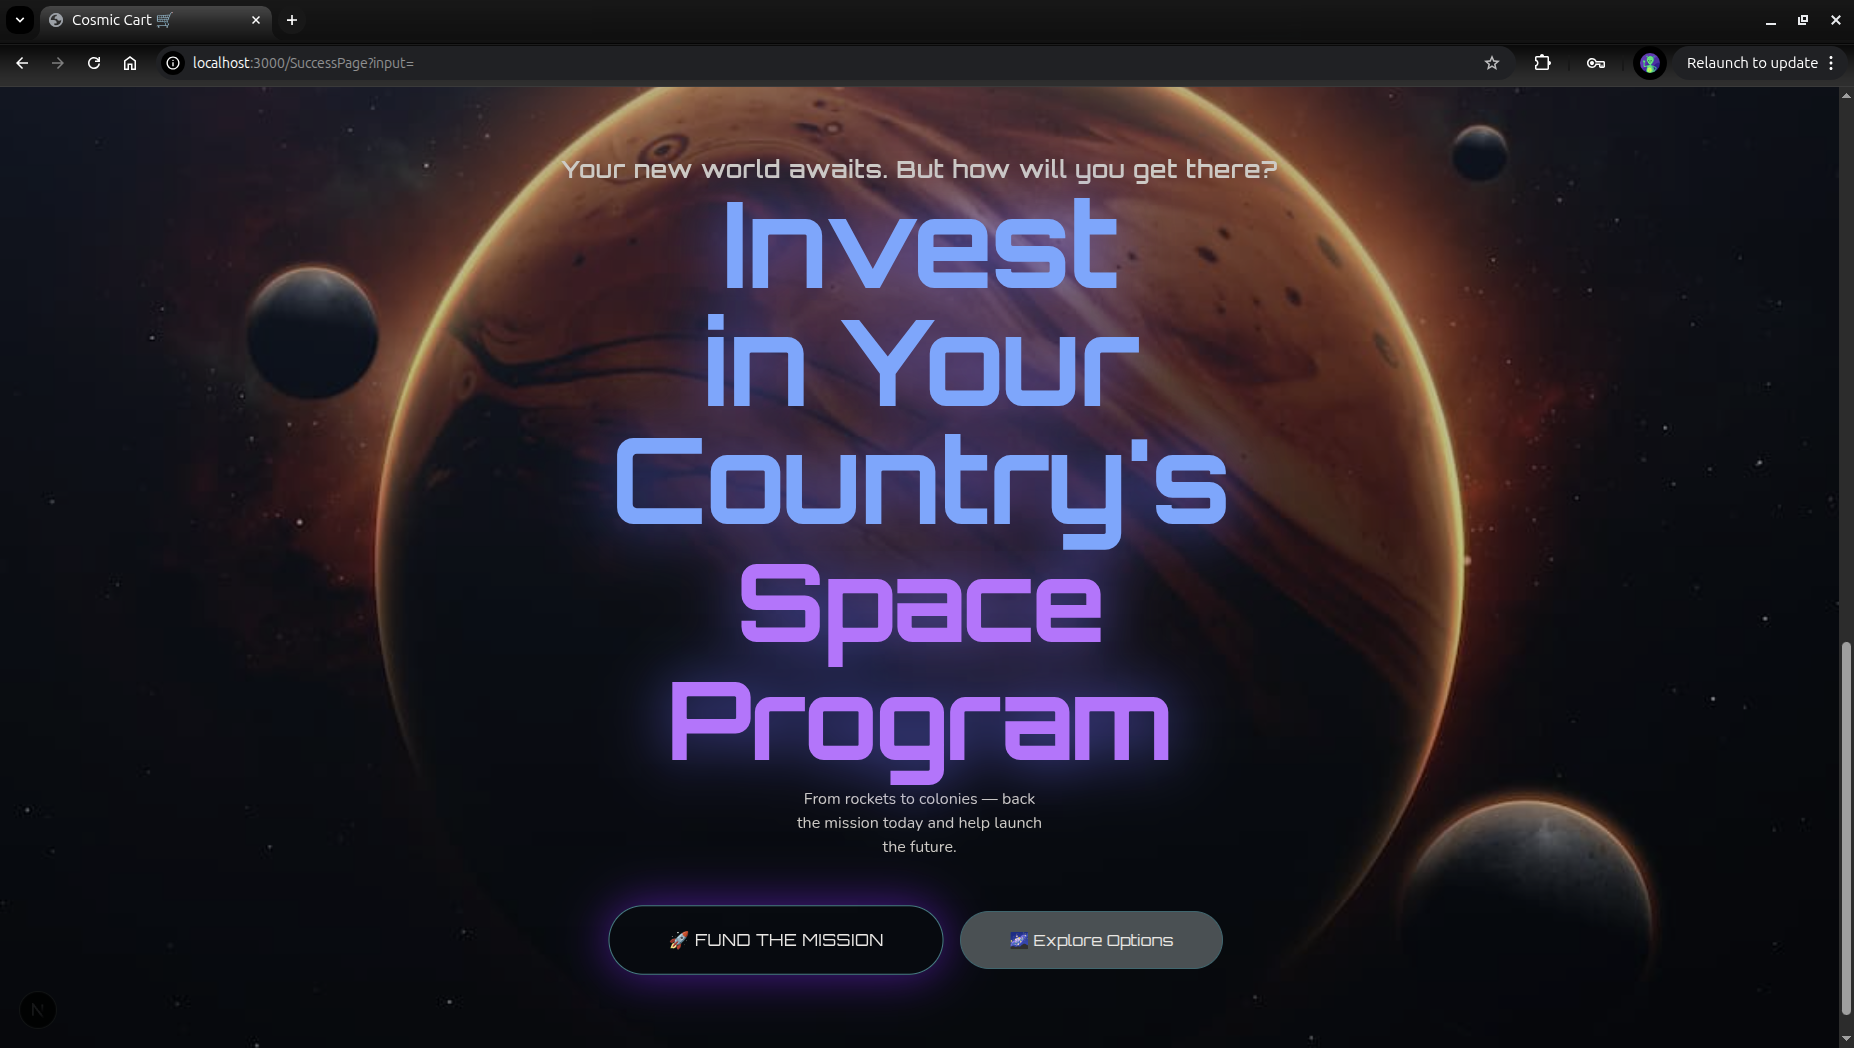 Cosmic Cart 🛒
localhost:3000/SuccessPage?input=
Relaunch to update
Your new world awaits. But how will you get there?
Invest
in Your
Country's
Space
Program
From rockets to colonies — back
the mission today and help launch
the future.
🚀 FUND THE MISSION
🌌 Explore Options
N